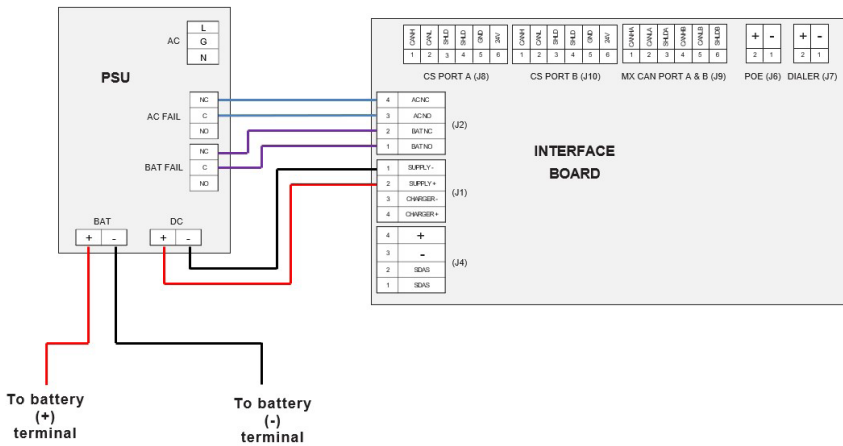 PSU
AC
L
G
N
AC FAIL
NC
C
NO
BAT FAIL
NC
C
NO
BAT
+ -
DC
+ -
To battery
(+)
terminal
To battery
(-)
terminal
CANH CANL SHLD SHLD GND 24V
1 2 3 4 5 6
CS PORT A (J8)
CANH CANL SHLD SHLD GND 24V
1 2 3 4 5 6
CS PORT B (J10)
CANHA CANLA SHLDA CANHB CANLB SHLDB
1 2 3 4 5 6
MX CAN PORT A & B (J9)
+ -
2 1
POE (J6)
+ -
2 1
DIALER (J7)
4 AC NC
3 AC NO
2 BAT NC
1 BAT NO
(J2)
1 SUPPLY -
2 SUPPLY +
3 CHARGER -
4 CHARGER +
(J1)
4 +
3 -
2 SDAS
1 SDAS
(J4)
INTERFACE
BOARD